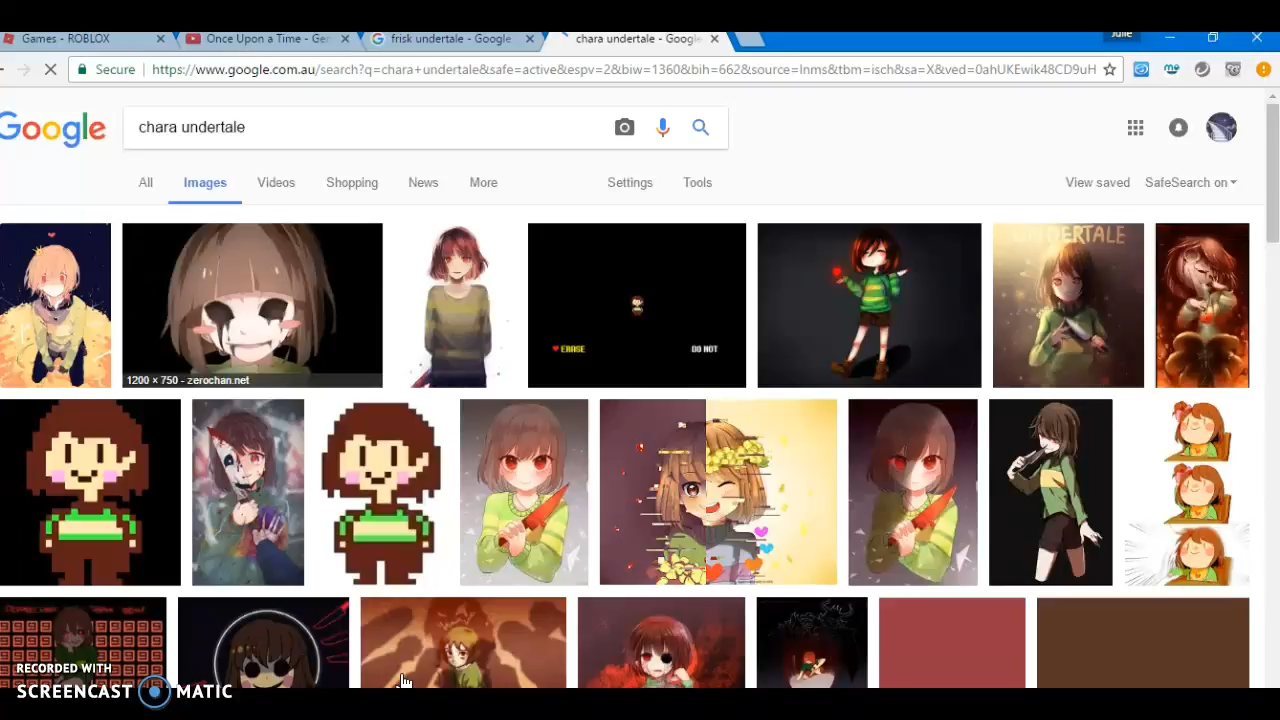 Games - ROBLOX
Once Upon a Time - Gen
frisk undertale - Google
chara undertale - Google
Julie
Secure
https://www.google.com.au/search?q=chara+undertale&safe=active&espv=2&biw=1360&bih=662&source=lnms&tbm=isch&sa=X&ved=0ahUKEwik48CD9uH
Google
chara undertale
All
Images
Videos
Shopping
News
More
Settings
Tools
View saved
SafeSearch on
UNDERTALE
ERASE
DO NOT
1200 × 750 - zerochan.net
RECORDED WITH
SCREENCAST MATIC